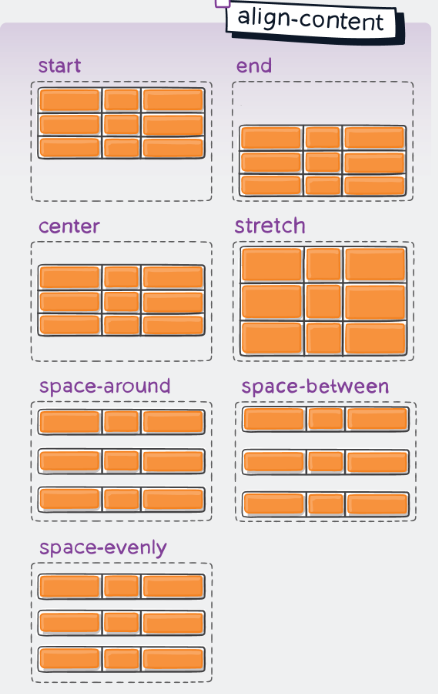 align-content
start
end
center
stretch
space-around
space-between
space-evenly